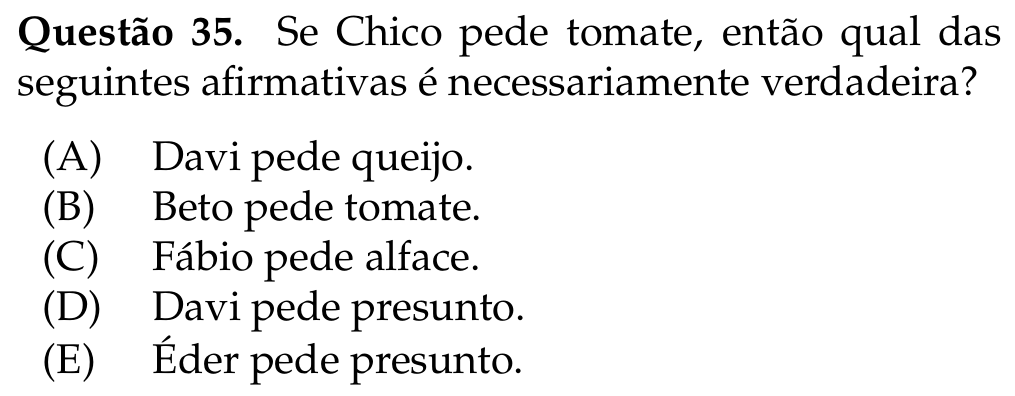 Questão 35. Se Chico pede tomate, então qual das
seguintes afirmativas é necessariamente verdadeira?
(A) Davi pede queijo.
(B) Beto pede tomate.
(C) Fábio pede alface.
(D) Davi pede presunto.
(E) Éder pede presunto.